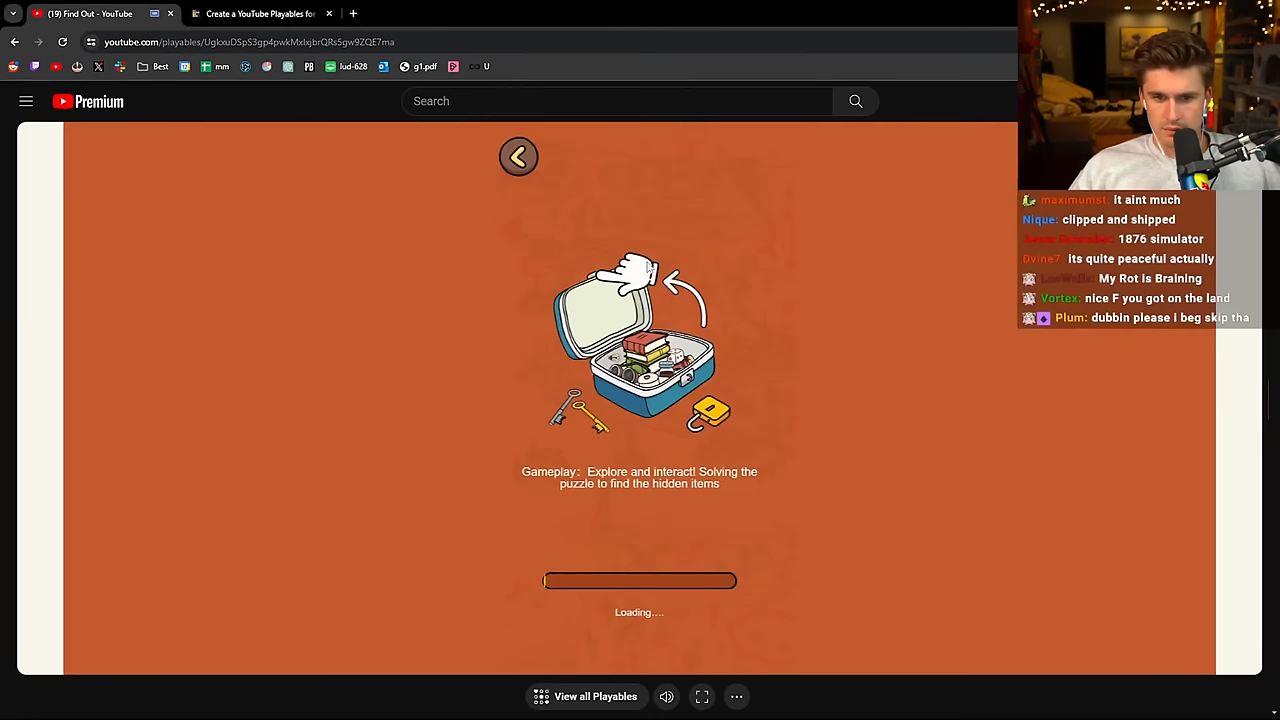 (19) Find Out - YouTube
Create a YouTube Playables for
youtube.com/playables/UgkxuDSpS3gp4pwkMxlxjbrQRs5gw9ZQE7ma
Best
mm
PB
lud-628
g1.pdf
U
Premium
Search
maximumst: it aint much
Nique: clipped and shipped
1876 simulator
Dvine7: its quite peaceful actually
My Rot is Braining
Vortex: nice F you got on the land
Plum: dubbin please i beg skip tha
Gameplay: Explore and interact! Solving the
puzzle to find the hidden items
Loading....
View all Playables